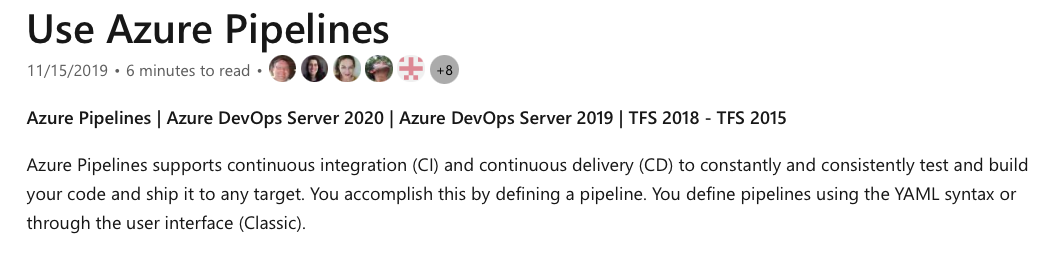 Use Azure Pipelines
11/15/2019 • 6 minutes to read • +8
Azure Pipelines | Azure DevOps Server 2020 | Azure DevOps Server 2019 | TFS 2018 - TFS 2015
Azure Pipelines supports continuous integration (CI) and continuous delivery (CD) to constantly and consistently test and build
your code and ship it to any target. You accomplish this by defining a pipeline. You define pipelines using the YAML syntax or
through the user interface (Classic).